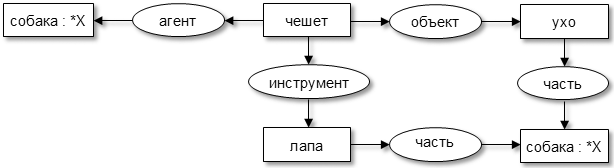 собака : *X
агент
чешет
объект
ухо
инструмент
часть
лапа
часть
собака : *X